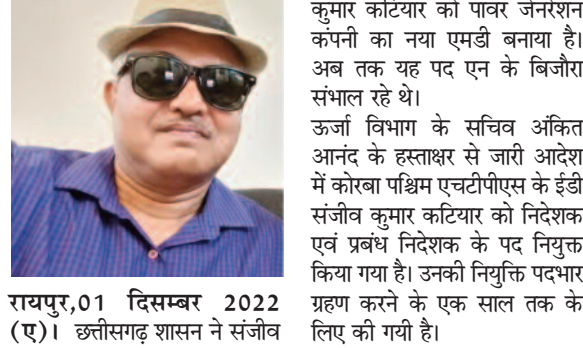 रायपुर,01 दिसम्बर 2022
(ए)। छत्तीसगढ़ शासन ने संजीव
कुमार कटियार को पावर जेनरेशन
कंपनी का नया एमडी बनाया है।
अब तक यह पद एन के बिजौरा
संभाल रहे थे।
ऊर्जा विभाग के सचिव अंकित
आनंद के हस्ताक्षर से जारी आदेश
में कोरबा पश्चिम एचटीपीएस के ईडी
संजीव कुमार कटियार को निदेशक
एवं प्रबंध निदेशक के पद नियुक्त
किया गया है। उनकी नियुक्ति पदभार
ग्रहण करने के एक साल तक के
लिए की गयी है।